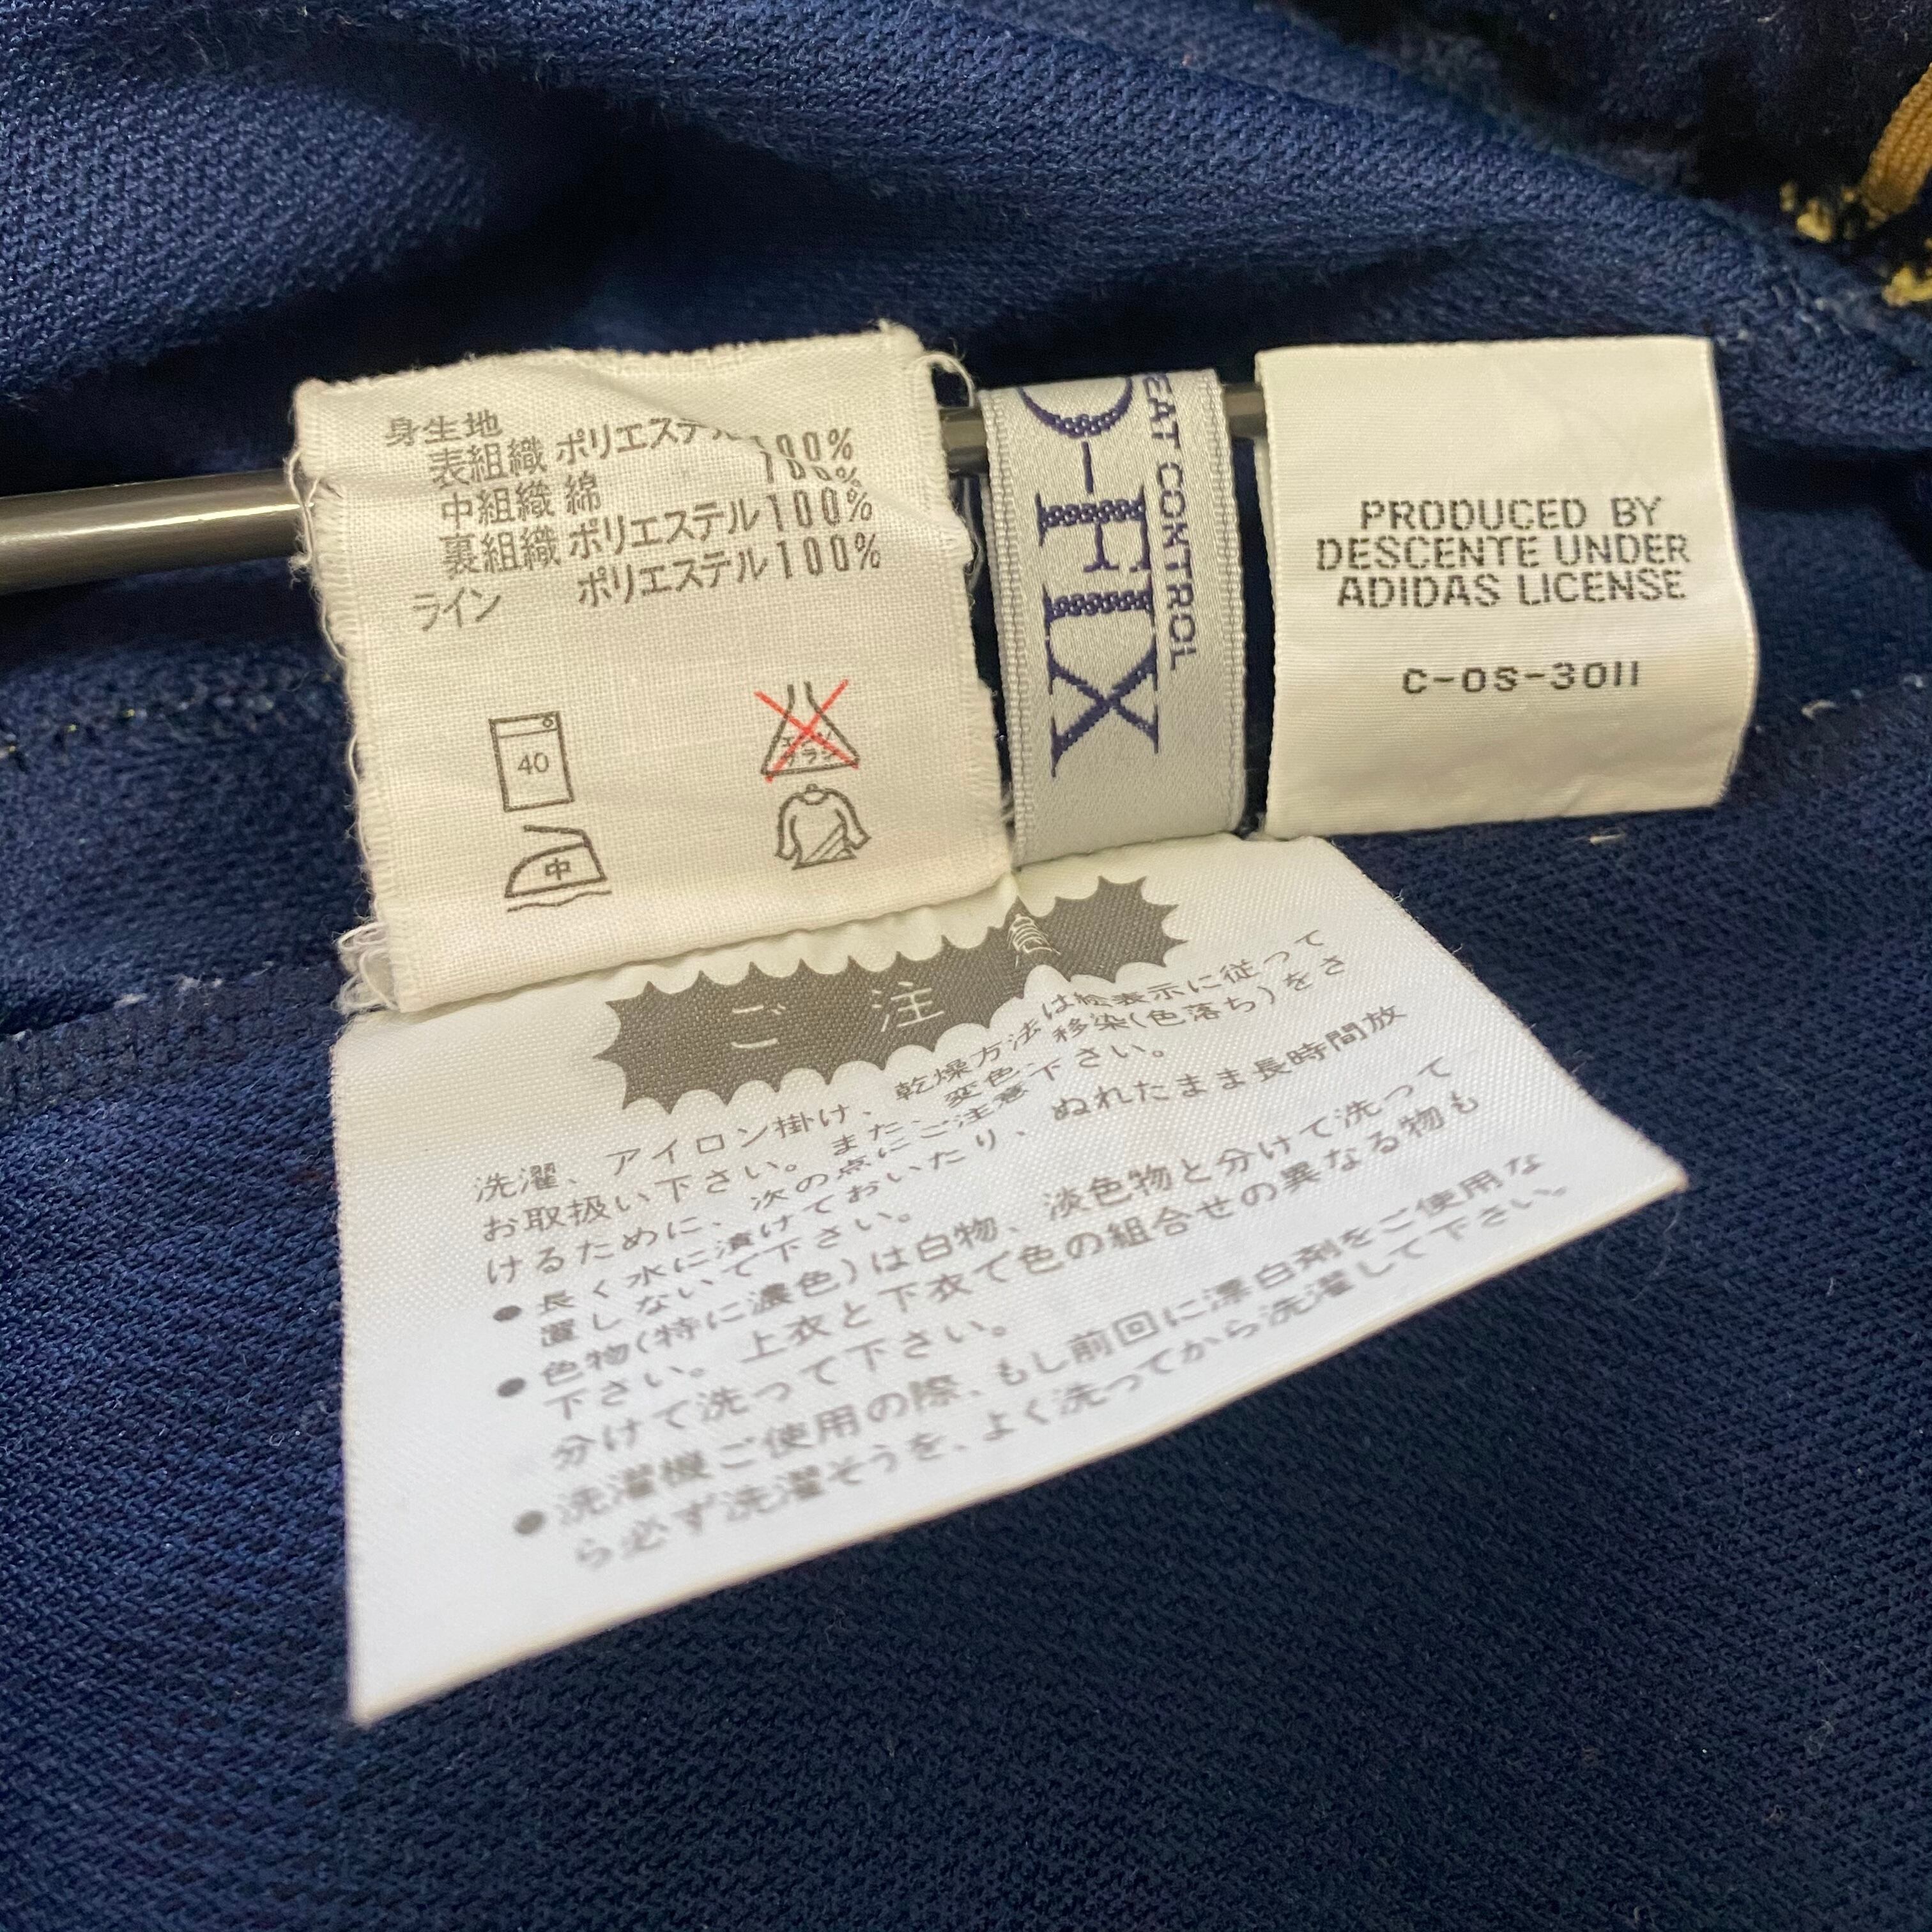 身生地
表組織 ポリエステル100%
中組織 綿 100%
裏組織 ポリエステル100%
ライン ポリエステル100%
40
エンソ
ブラシ
中
O-FIX
EAT CONTROL
PRODUCED BY
DESCENTE UNDER
ADIDAS LICENSE
C-OS-3011
ご注意
洗濯、アイロン掛け、乾燥方法は絵表示に従って
お取扱い下さい。また、変色移染(色落ち)をさ
けるために、次の点にご注意下さい。
●長く水に漬けておいたり、ぬれたまま長時間放
置しないで下さい。
●色物(特に濃色)は白物、淡色物と分けて洗って
下さい。上衣と下衣で色の組合せの異なる物も
分けて洗って下さい。
●洗濯機ご使用の際、もし前回に漂白剤をご使用な
ら必ず洗濯そうを、よく洗ってから洗濯して下さい。